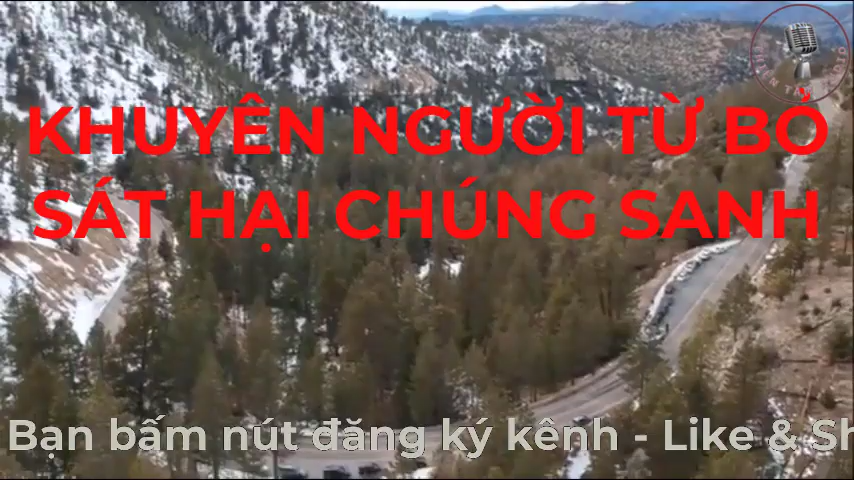 KHUYÊN NGƯỜI TỪ BỎ
SÁT HẠI CHÚNG SANH
Bạn bấm nút đăng ký kênh - Like & Sh